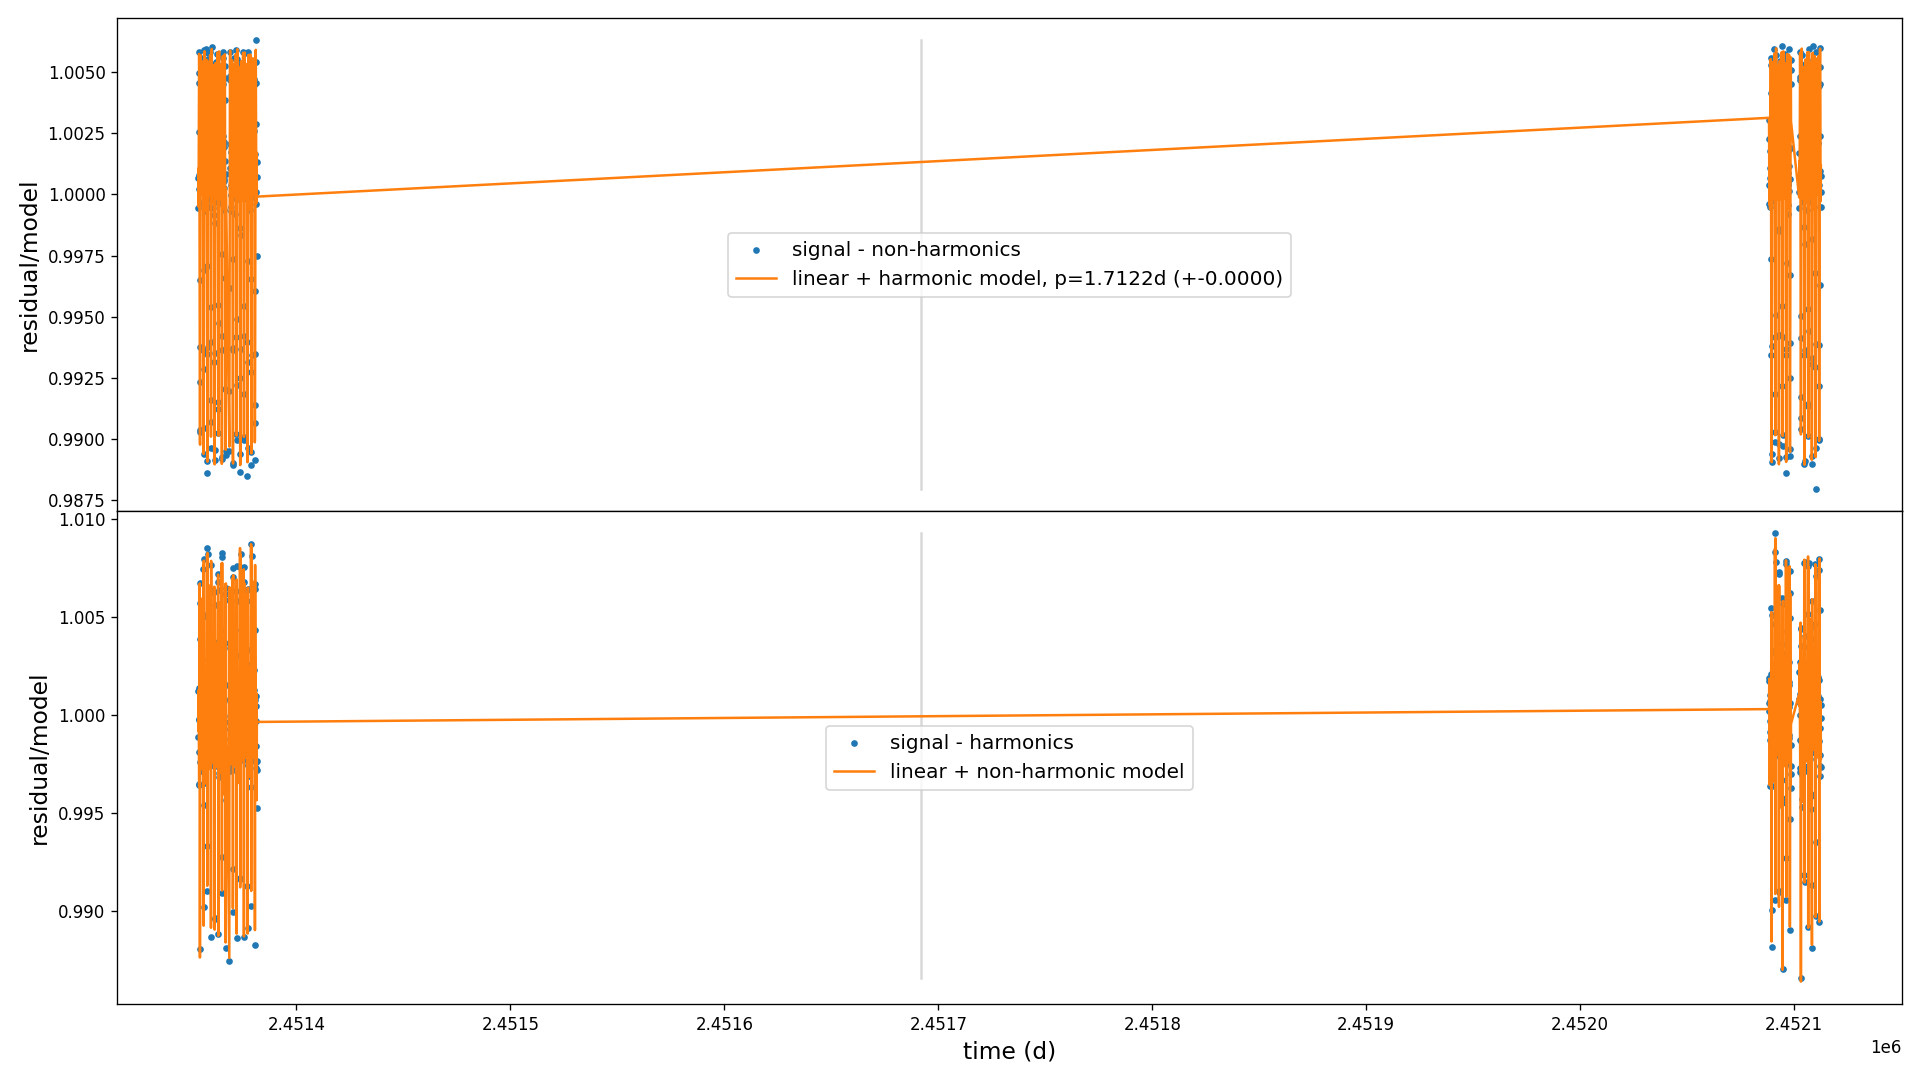 1.0050
1.0025
1.0000
0.9975
0.9950
0.9925
0.9900
0.9875
residual/model
signal - non-harmonics
linear + harmonic model, p=1.7122d (+-0.0000)
1.010
1.005
1.000
0.995
0.990
residual/model
signal - harmonics
linear + non-harmonic model
2.4514 2.4515 2.4516 2.4517 2.4518 2.4519 2.4520 2.4521
1e6
time (d)